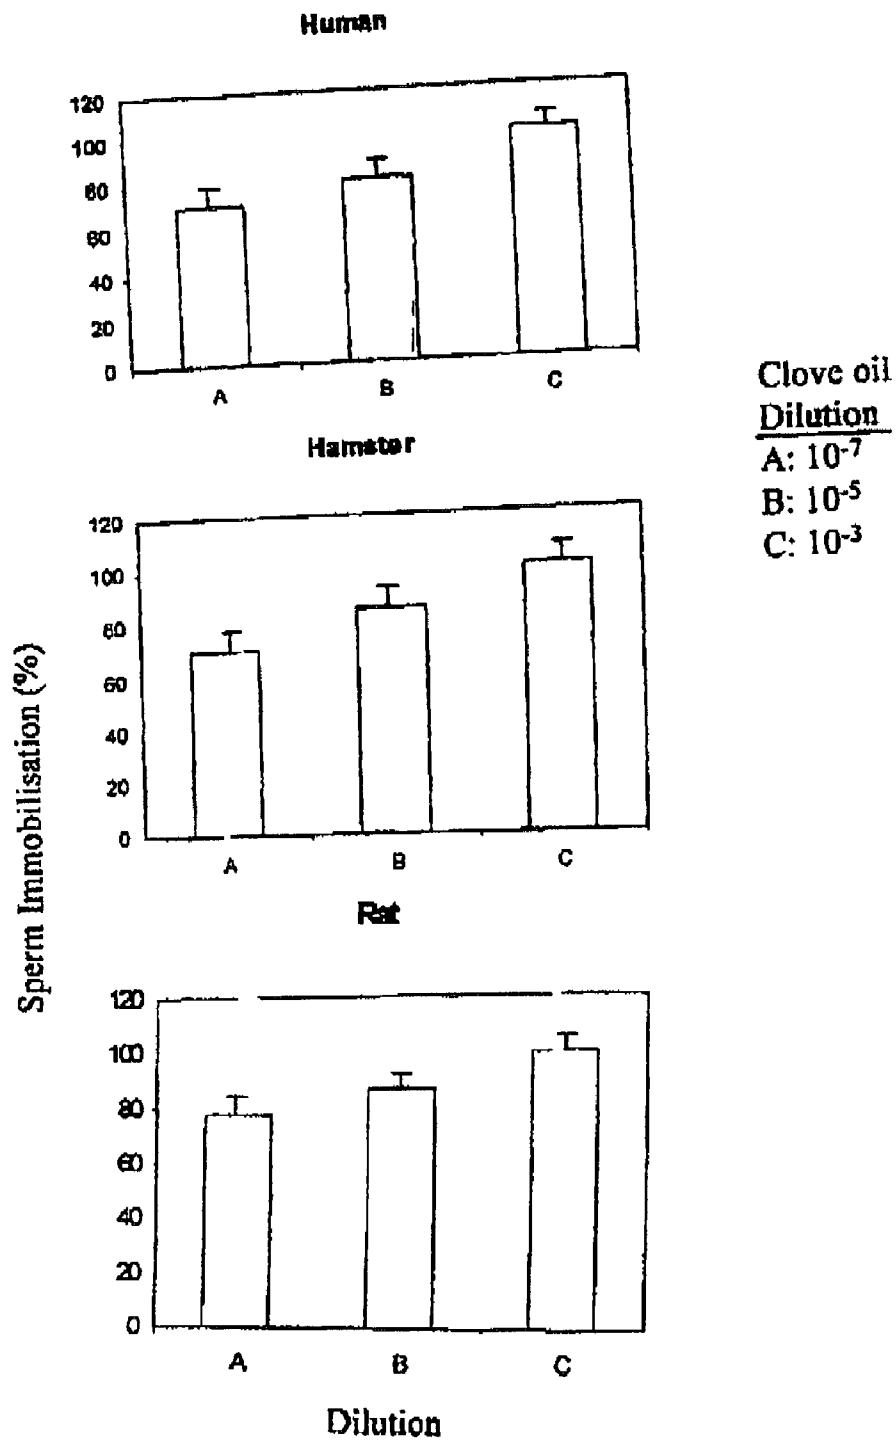 Human
120
100
80
60
40
20
0
A B C
Clove oil
Dilution
A: 10⁻⁷
B: 10⁻⁵
C: 10⁻³
Hamster
120
100
80
60
40
20
0
A B C
Sperm Immobilisation (%)
Rat
120
100
80
60
40
20
0
A B C
Dilution